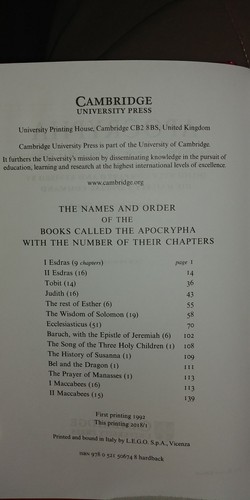 CAMBRIDGE
UNIVERSITY PRESS
University Printing House, Cambridge CB2 8BS, United Kingdom
Cambridge University Press is part of the University of Cambridge.
It furthers the University's mission by disseminating knowledge in the pursuit of
education, learning and research at the highest international levels of excellence
www.cambridge.org
THE NAMES AND ORDER
OF THE
BOOKS CALLED THE APOCRYPHA
WITH THE NUMBER OF THEIR CHAPTERS
I Esdras (9 chapters) page 1
II Esdras (16) 14
Tobit (14) 36
Judith (16) 43
The rest of Esther (6) 55
The Wisdom of Solomon (19) 58
Ecclesiasticus (51) 70
Baruch, with the Epistle of Jeremiah (6) 102
The Song of the Three Holy Children (1) 108
The History of Susanna (1) 109
Bel and the Dragon (1) 111
The Prayer of Manasses (1) 113
I Maccabees (16) 113
II Maccabees (15) 139
First printing 1992
This printing 2018/1
Printed and bound in Italy by L.E.G.O. S.p.A., Vicenza
ISBN 978 0 521 50674 8 hardback